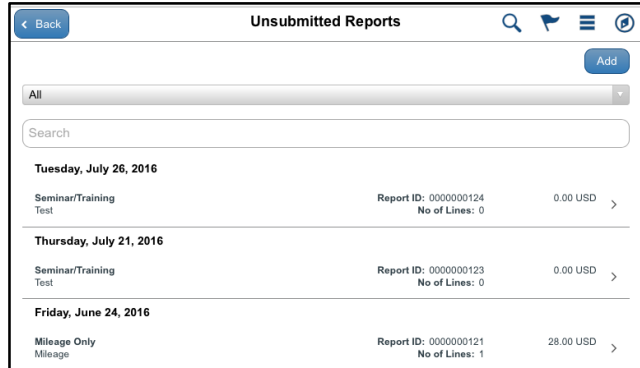 Back
Unsubmitted Reports
Add
All
Search
Tuesday, July 26, 2016
Seminar/Training Report ID: 0000000124 0.00 USD
Test No of Lines: 0
Thursday, July 21, 2016
Seminar/Training Report ID: 0000000123 0.00 USD
Test No of Lines: 0
Friday, June 24, 2016
Mileage Only Report ID: 0000000121 28.00 USD
Mileage No of Lines: 1